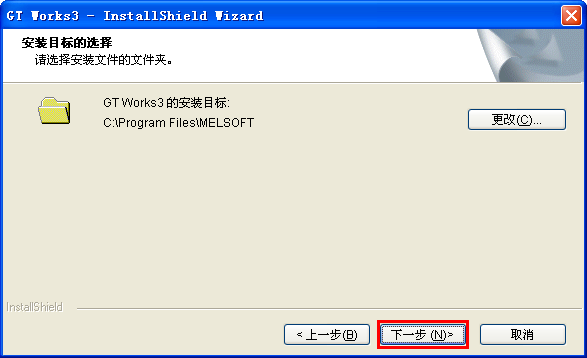 GT Works3 - InstallShield Wizard
安装目标的选择
请选择安装文件的文件夹。
GT Works3 的安装目标:
C:\Program Files\MELSOFT
更改(C)...
InstallShield
< 上一步(B)
下一步 (N)>
取消